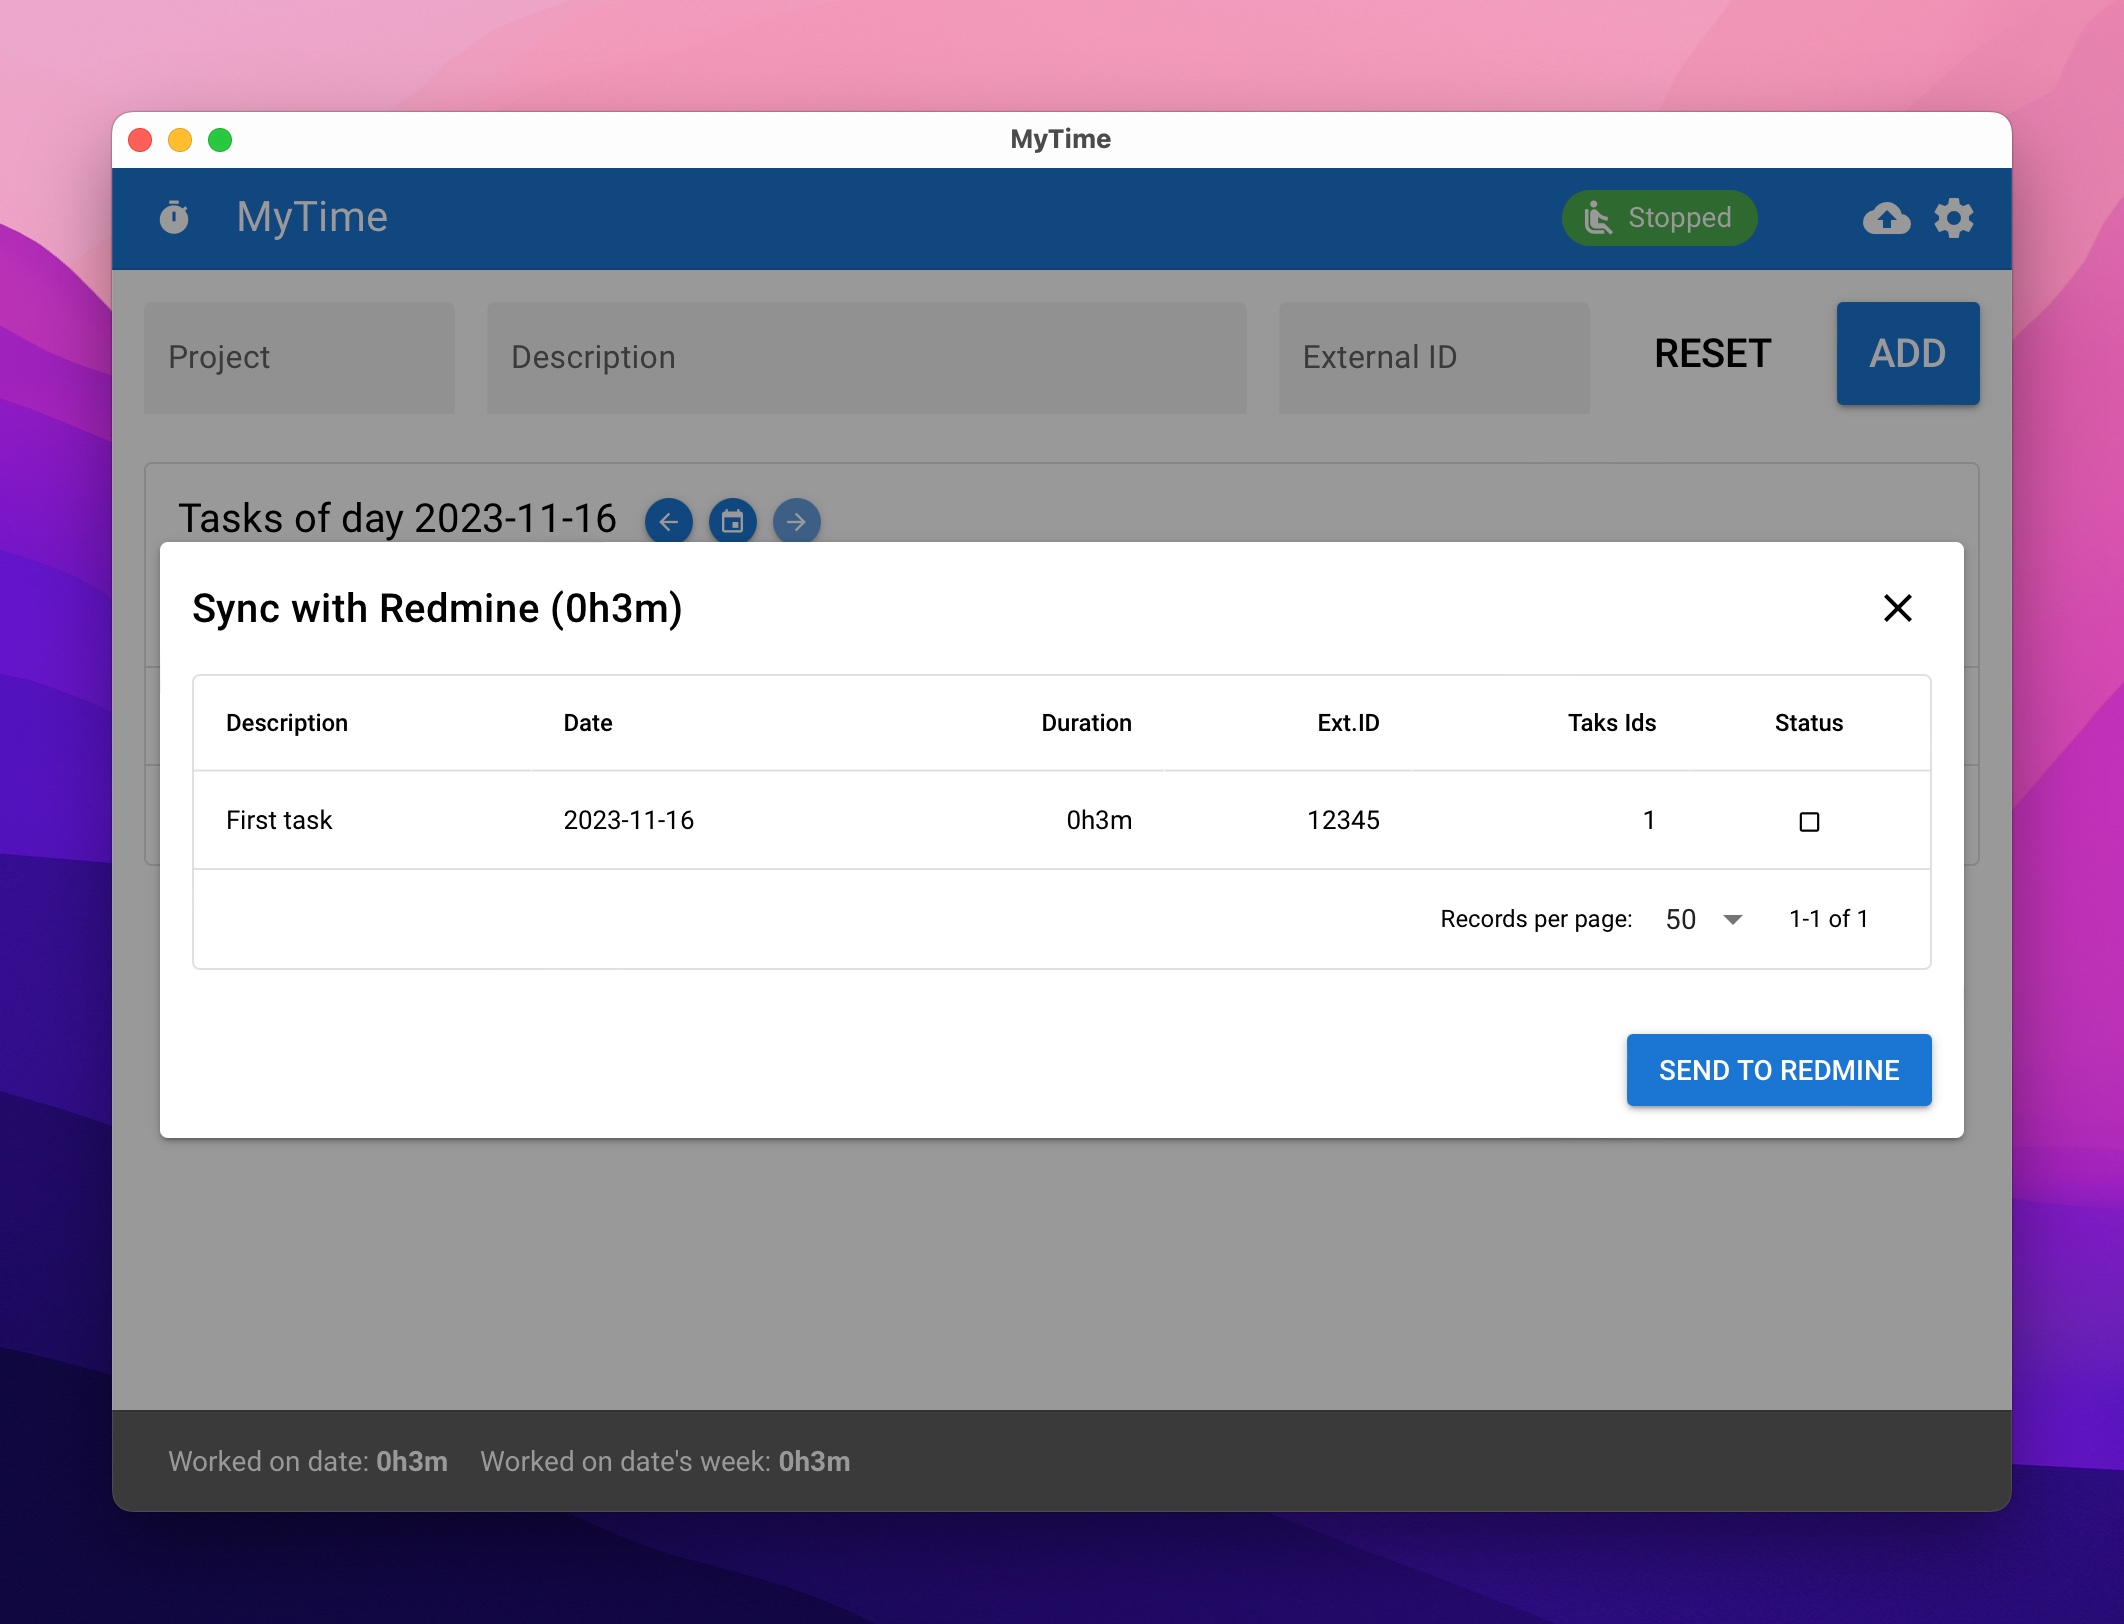 MyTime
MyTime
Stopped
Project
Description
External ID
RESET
ADD
Tasks of day 2023-11-16
Sync with Redmine (0h3m)
Description Date Duration Ext.ID Taks Ids Status
First task 2023-11-16 0h3m 12345 1
Records per page: 50 1-1 of 1
SEND TO REDMINE
Worked on date: 0h3m Worked on date's week: 0h3m